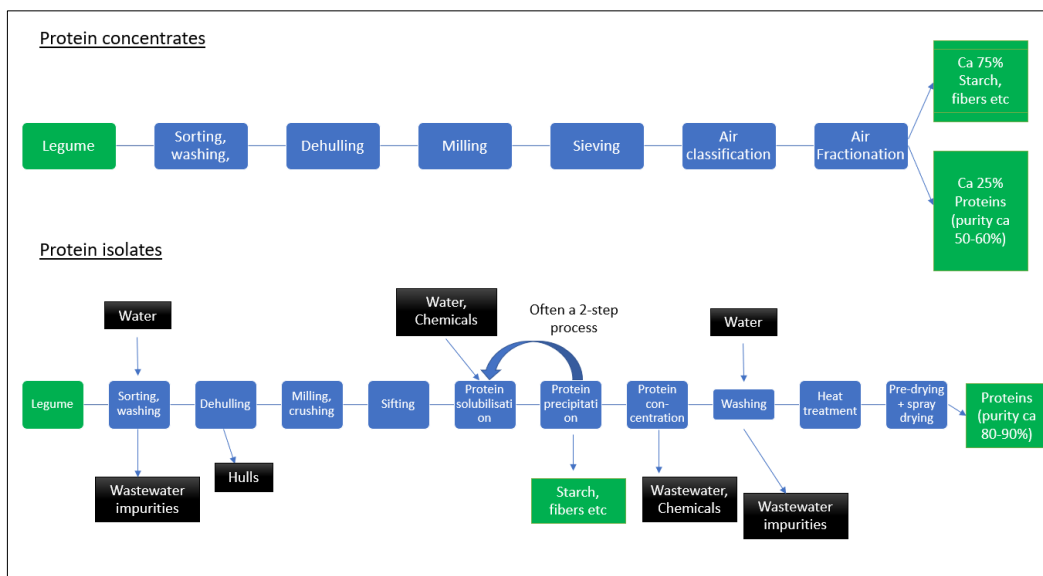 Protein concentrates
Ca 75%
Starch,
fibers etc
Legume
Sorting,
washing,
Dehulling
Milling
Sieving
Air
classification
Air
Fractionation
Ca 25%
Proteins
(purity ca
50-60%)
Protein isolates
Water
Water,
Chemicals
Often a 2-step
process
Water
Legume
Sorting,
washing
Dehulling
Milling,
crushing
Sifting
Protein
solubilisati
on
Protein
precipitati
on
Protein
con-
centration
Washing
Heat
treatment
Pre-drying
+ spray
drying
Proteins
(purity ca
80-90%)
Wastewater
impurities
Hulls
Starch,
fibers etc
Wastewater,
Chemicals
Wastewater
impurities